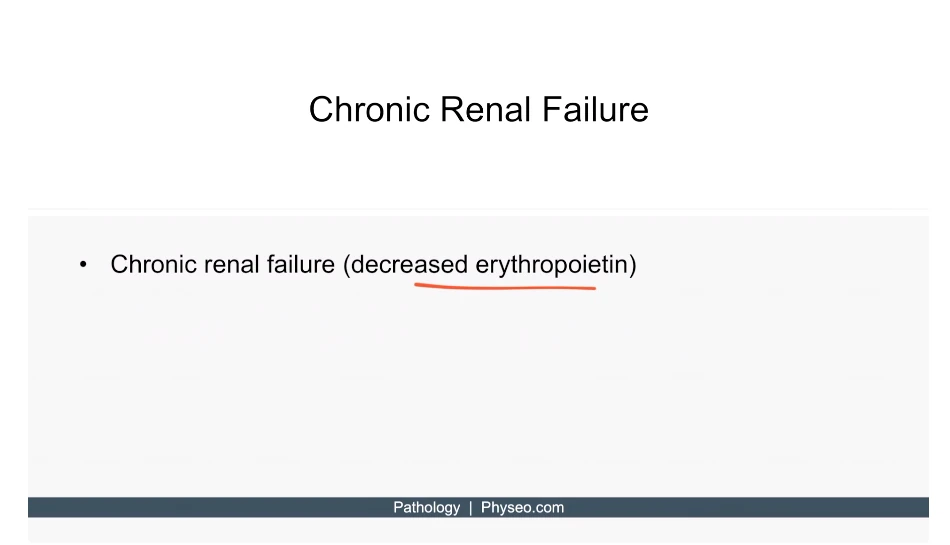 Chronic Renal Failure
• Chronic renal failure (decreased erythropoietin)
Pathology | Physeo.com